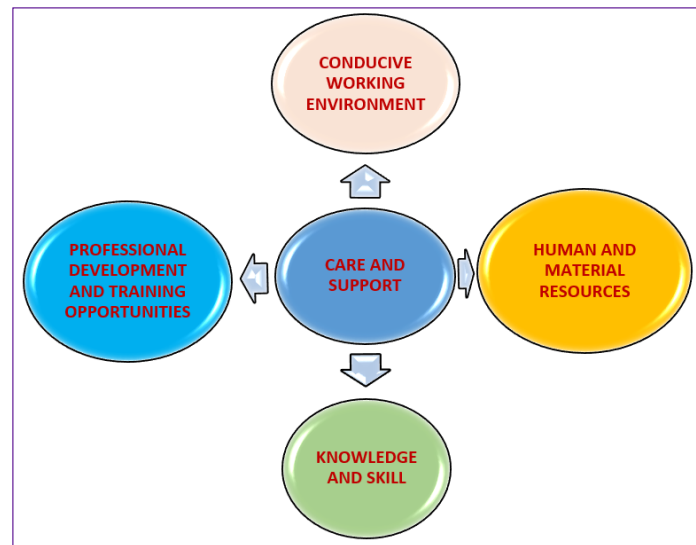 CONDUCIVE
WORKING
ENVIRONMENT
PROFESSIONAL
DEVELOPMENT
AND TRAINING
OPPORTUNITIES
CARE AND
SUPPORT
HUMAN AND
MATERIAL
RESOURCES
KNOWLEDGE
AND SKILL